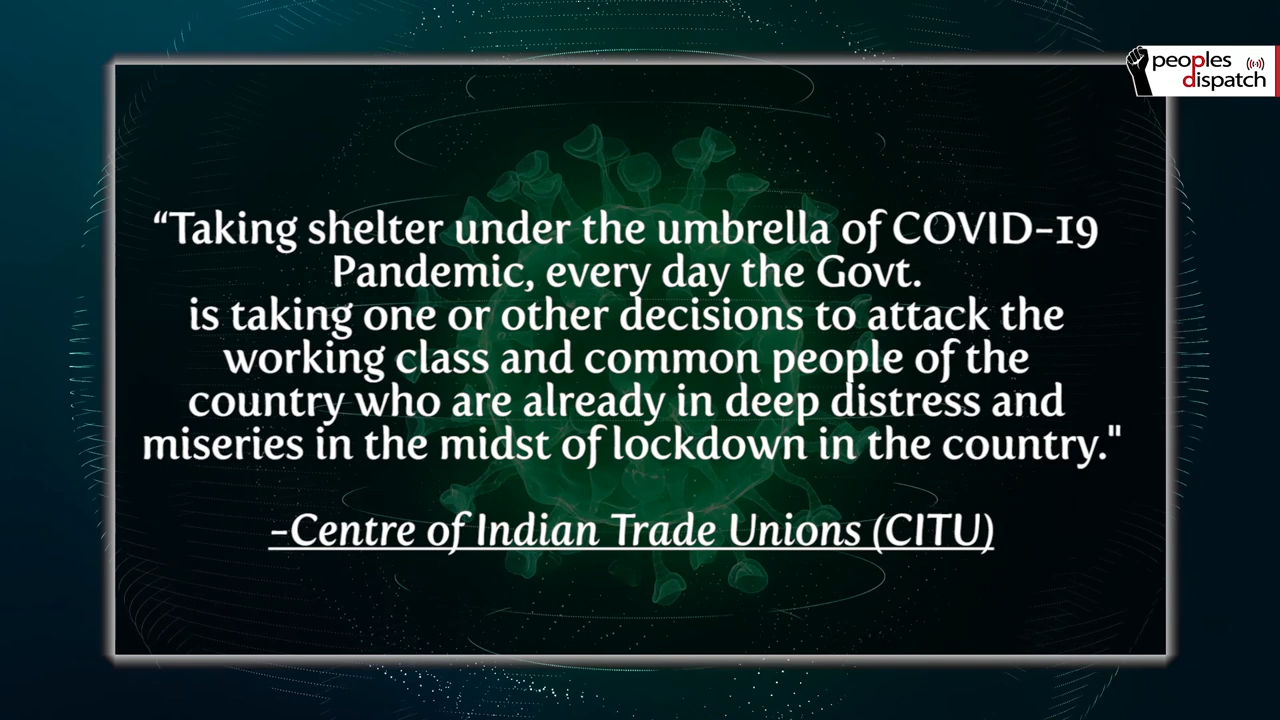 peoples
dispatch
“Taking shelter under the umbrella of COVID-19
Pandemic, every day the Govt.
is taking one or other decisions to attack the
working class and common people of the
country who are already in deep distress and
miseries in the midst of lockdown in the country."
-Centre of Indian Trade Unions (CITU)